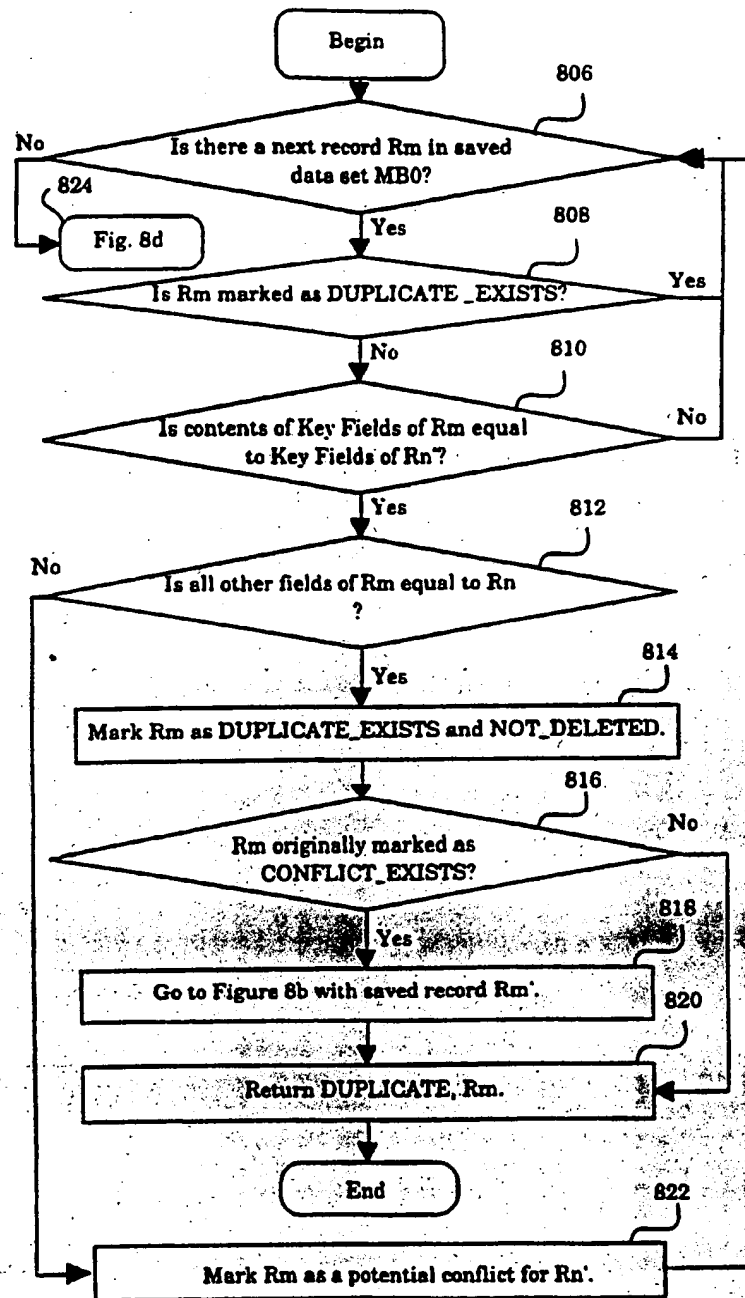 Begin
806
No
Is there a next record Rm in saved
data set MB0?
824
Fig. 8d
Yes
808
Is Rm marked as DUPLICATE_EXISTS?
Yes
No
810
Is contents of Key Fields of Rm equal
to Key Fields of Rn'?
No
Yes
812
No
Is all other fields of Rm equal to Rn
?
Yes
814
Mark Rm as DUPLICATE_EXISTS and NOT_DELETED.
816
No
Rm originally marked as
CONFLICT_EXISTS?
Yes
818
Go to Figure 8b with saved record Rm'.
820
Return DUPLICATE, Rm.
End
822
Mark Rm as a potential conflict for Rn'.